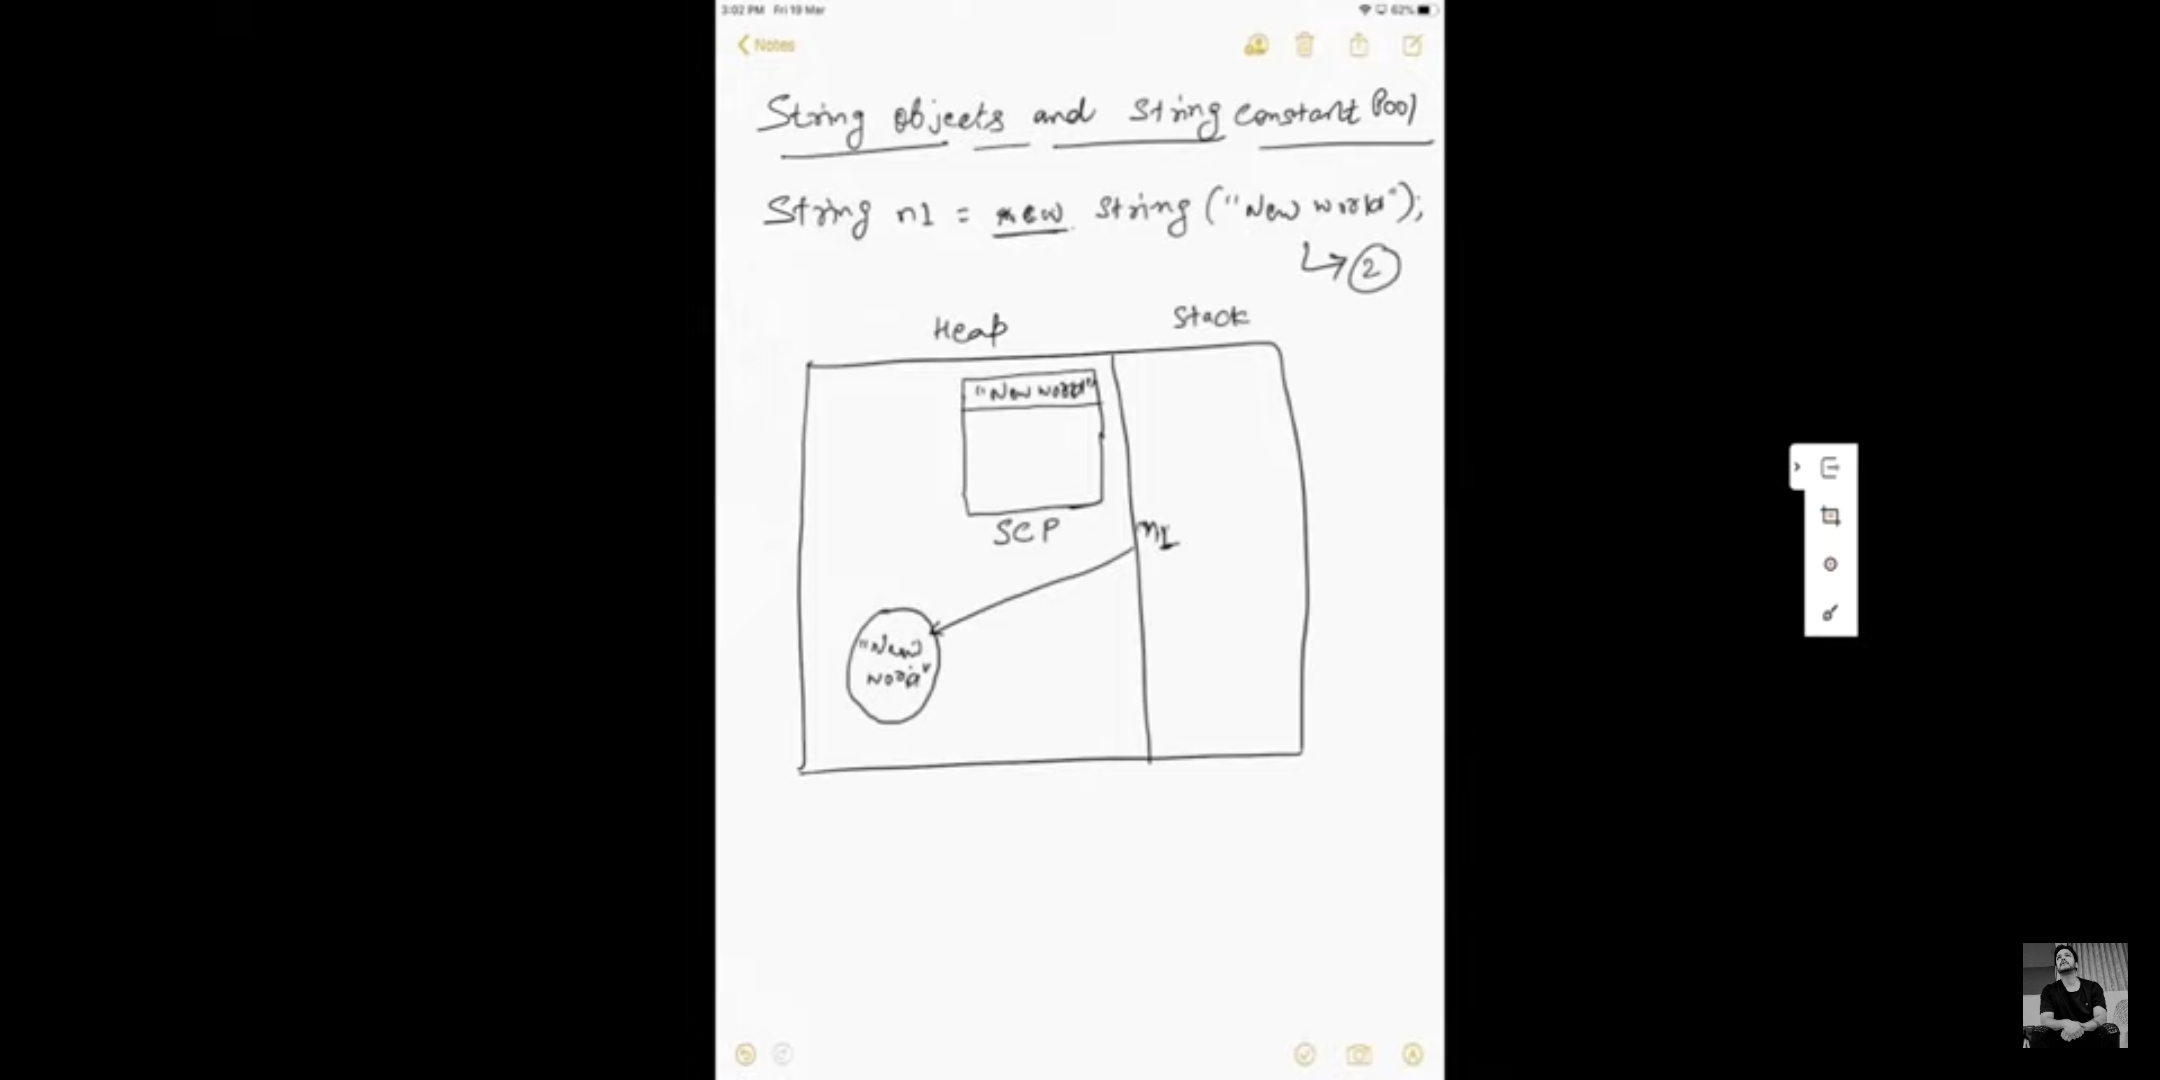 3:02 PM Fri 19 Mar
62%
Notes
String objects and String constant Pool
String n1 = new String ("New world");
2
Heap
Stack
"New world"
SCP
n1
"New
world"